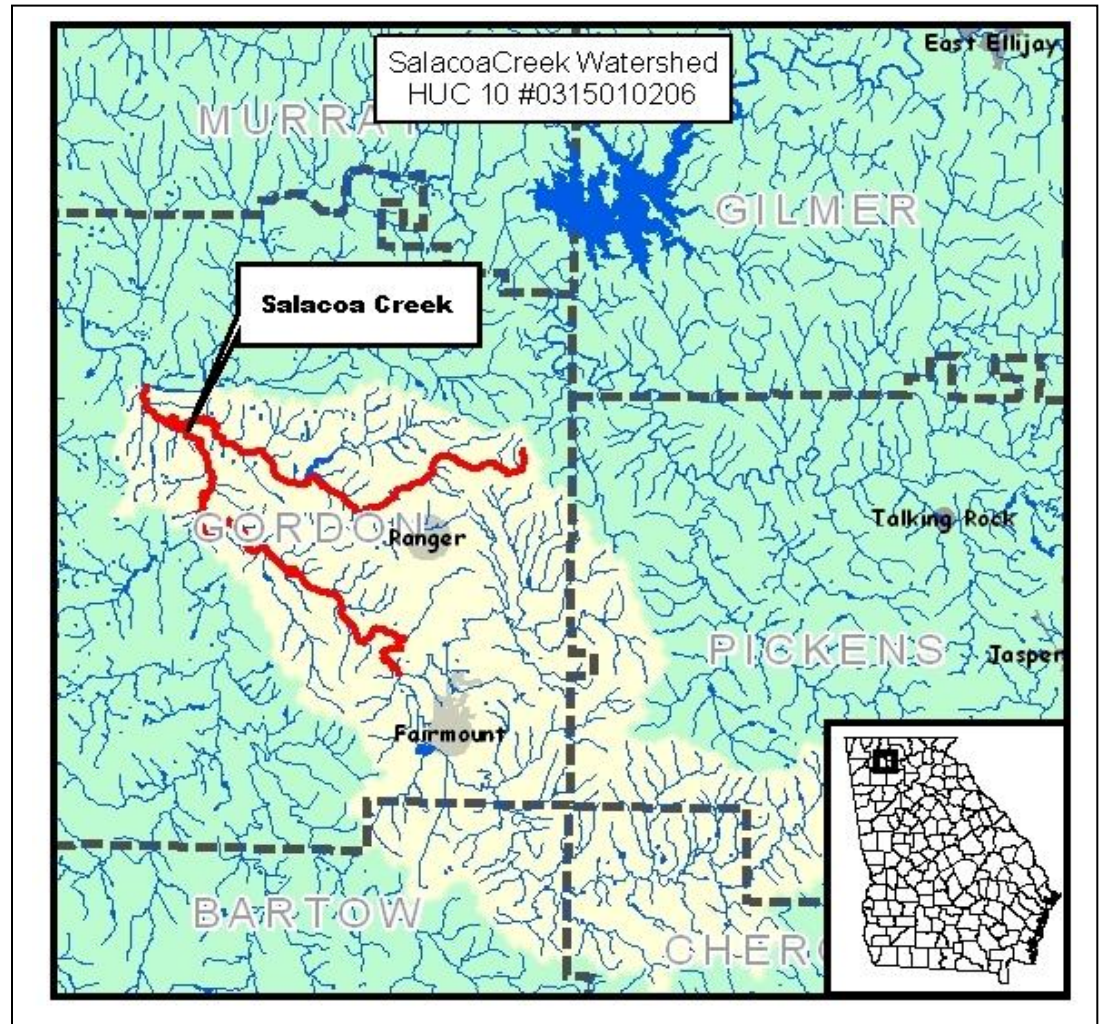 East Ellijay
SalacoaCreek Watershed
HUC 10 #0315010206
MURRAY
GILMER
Salacoa Creek
Talking Rock
GORDON
Ranger
PICKENS
Jasper
Fairmount
BARTOW
CHERO